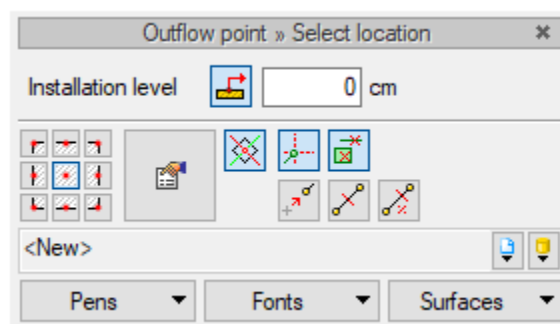 Outflow point » Select location
Installation level 0 cm
<New>
Pens Fonts Surfaces